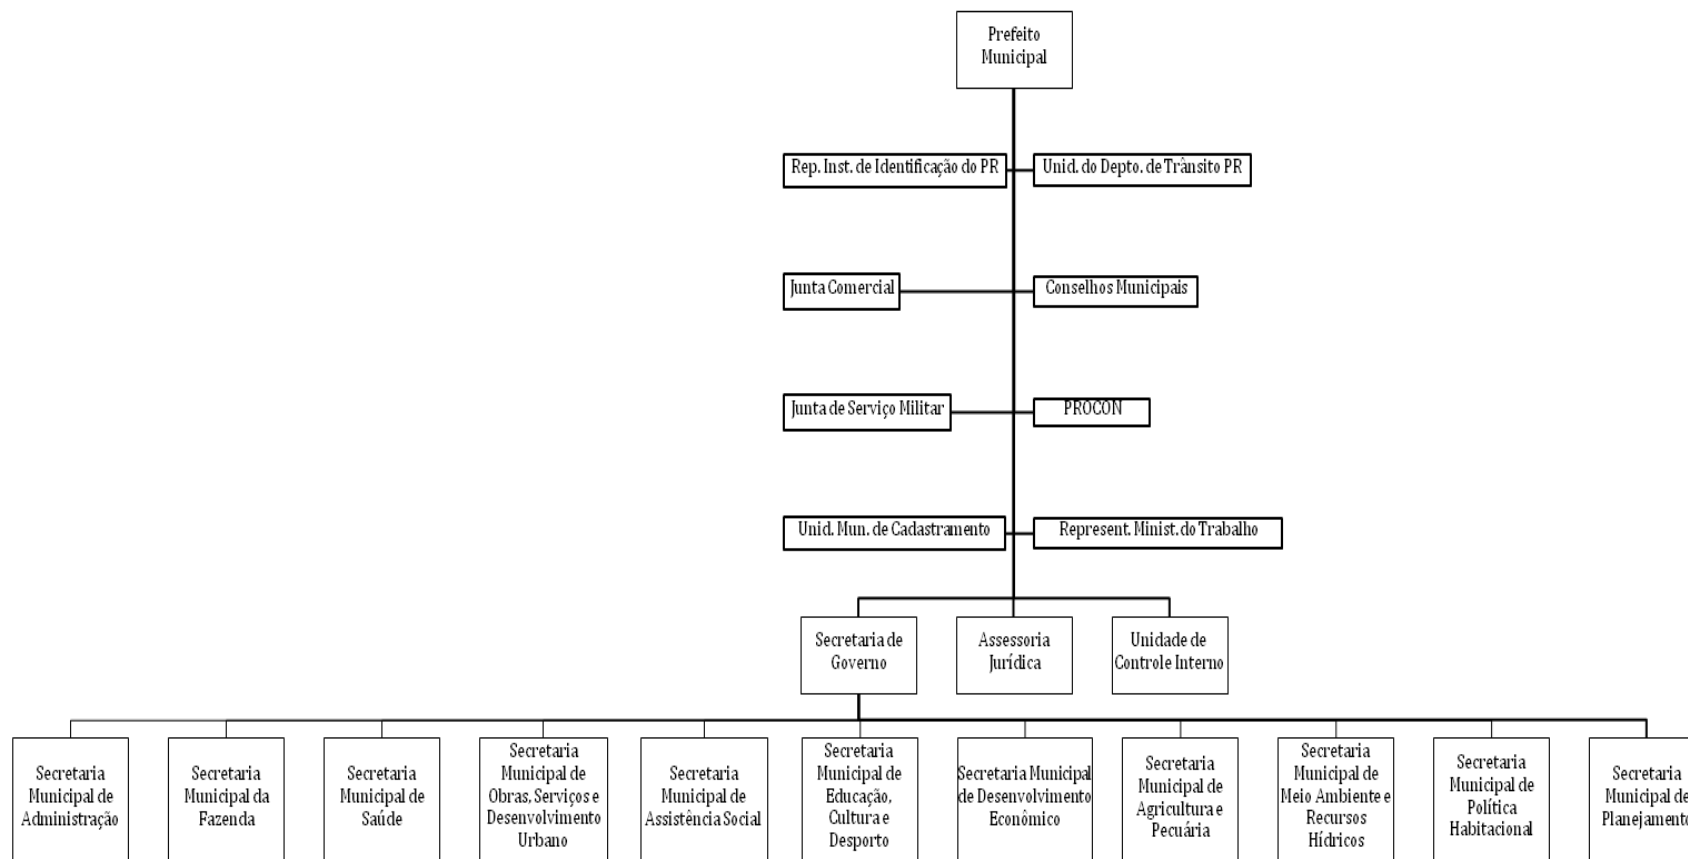 Prefeito
Municipal
Rep. Inst. de Identificação do PR
Unid. do Depto. de Trânsito PR
Junta Comercial
Conselhos Municipais
Junta de Serviço Militar
PROCON
Unid. Mun. de Cadastramento
Represent. Minist. do Trabalho
Secretaria de
Governo
Assessoria
Jurídica
Unidade de
Controle Interno
Secretaria
Municipal de
Administração
Secretaria
Municipal da
Fazenda
Secretaria
Municipal de
Saúde
Secretaria
Municipal de
Obras, Serviços e
Desenvolvimento
Urbano
Secretaria
Municipal de
Assistência Social
Secretaria
Municipal de
Educação,
Cultura e
Desporto
Secretaria Municipal
de Desenvolvimento
Econômico
Secretaria
Municipal de
Agricultura e
Pecuária
Secretaria
Municipal de
Meio Ambiente e
Recursos
Hídricos
Secretaria
Municipal de
Política
Habitacional
Secretaria
Municipal de
Planejamento